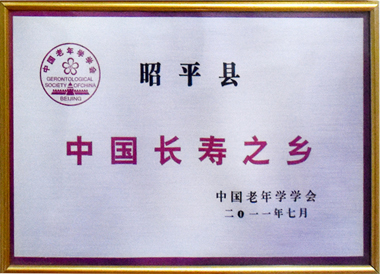 中国老年学学会
GERONTOLOGICAL
SOCIETY OF CHINA
BEIJING
昭平县
中国长寿之乡
中国老年学学会
二〇一一年七月